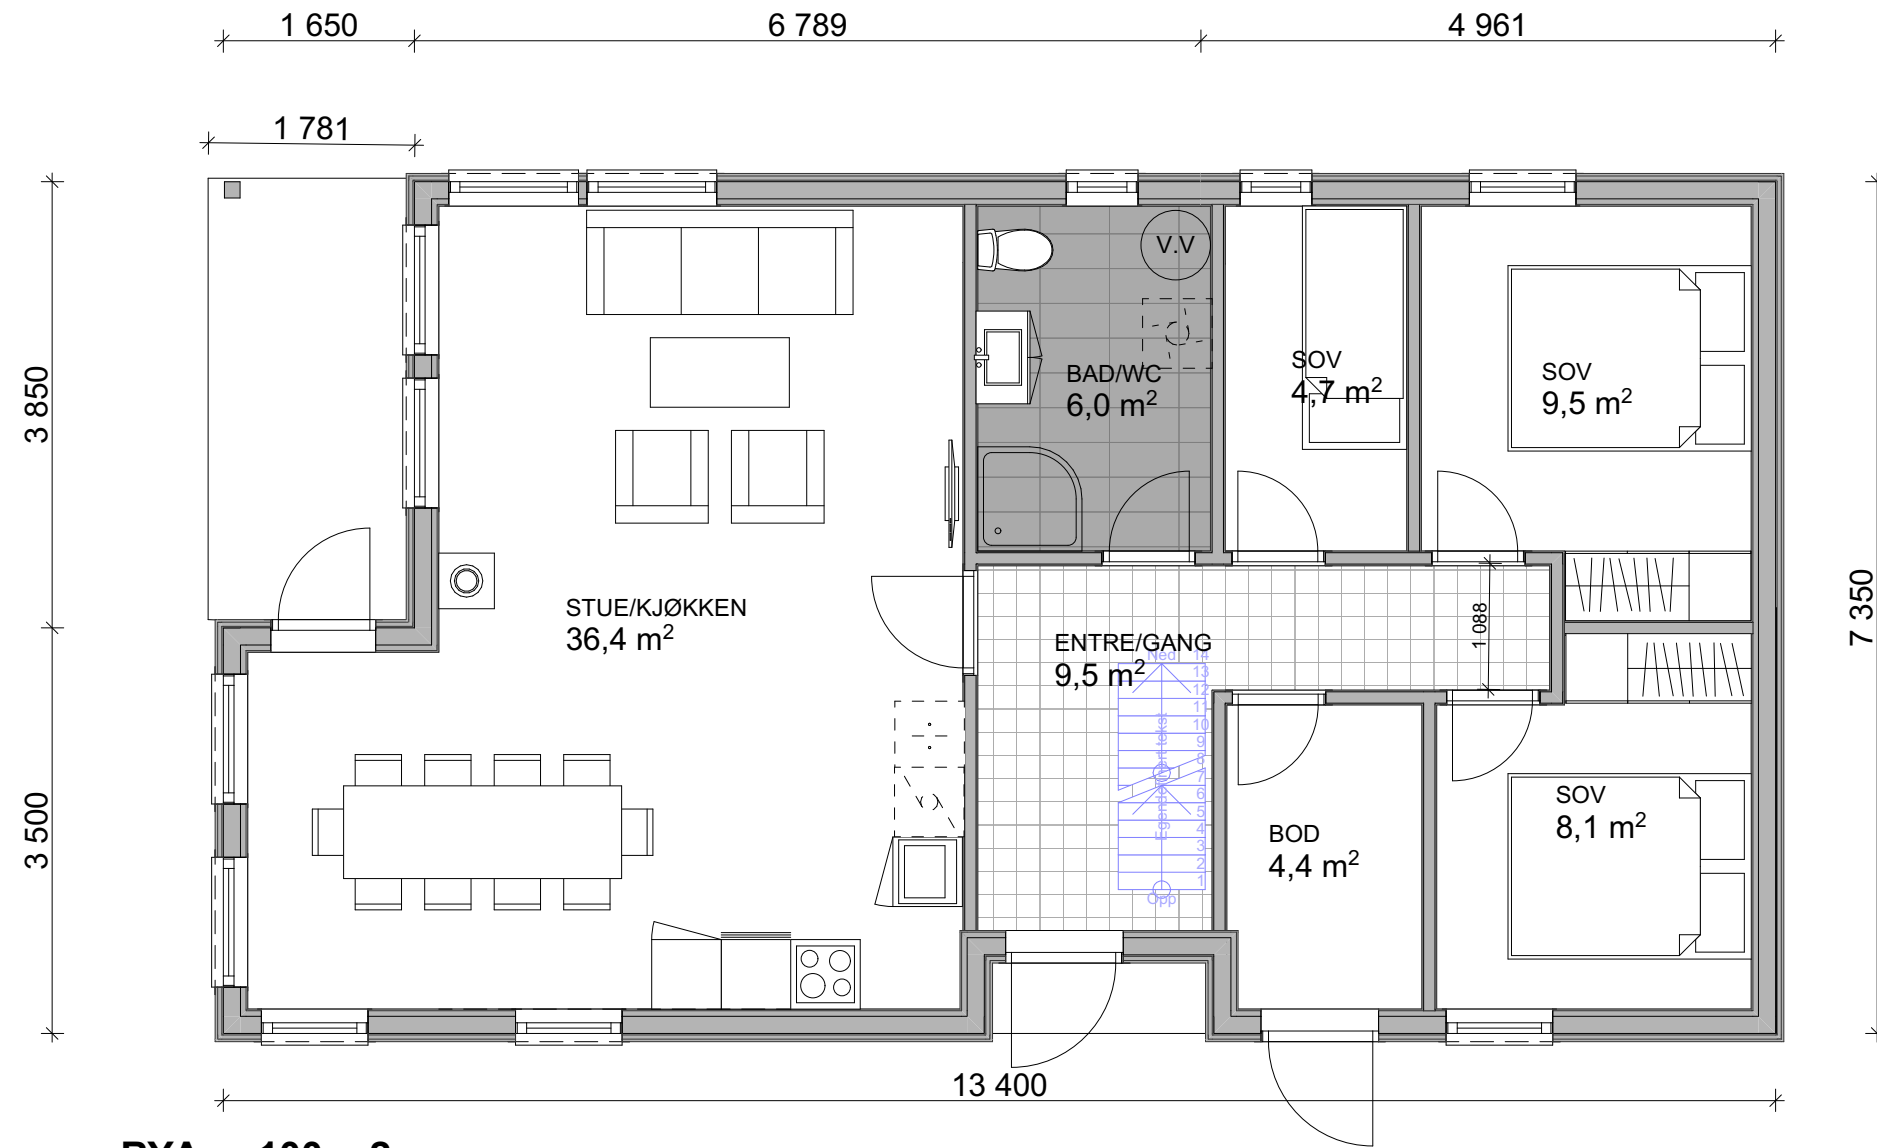 1 650
6 789
4 961
1 781
3 850
3 500
7 350
V.V
BAD/WC
6,0 m²
SOV
4,7 m²
SOV
9,5 m²
STUE/KJØKKEN
36,4 m²
ENTRE/GANG
9,5 m²
1 088
Ned
14
13
12
11
10
9
8
7
6
5
4
3
2
1
Opp
BOD
4,4 m²
SOV
8,1 m²
13 400